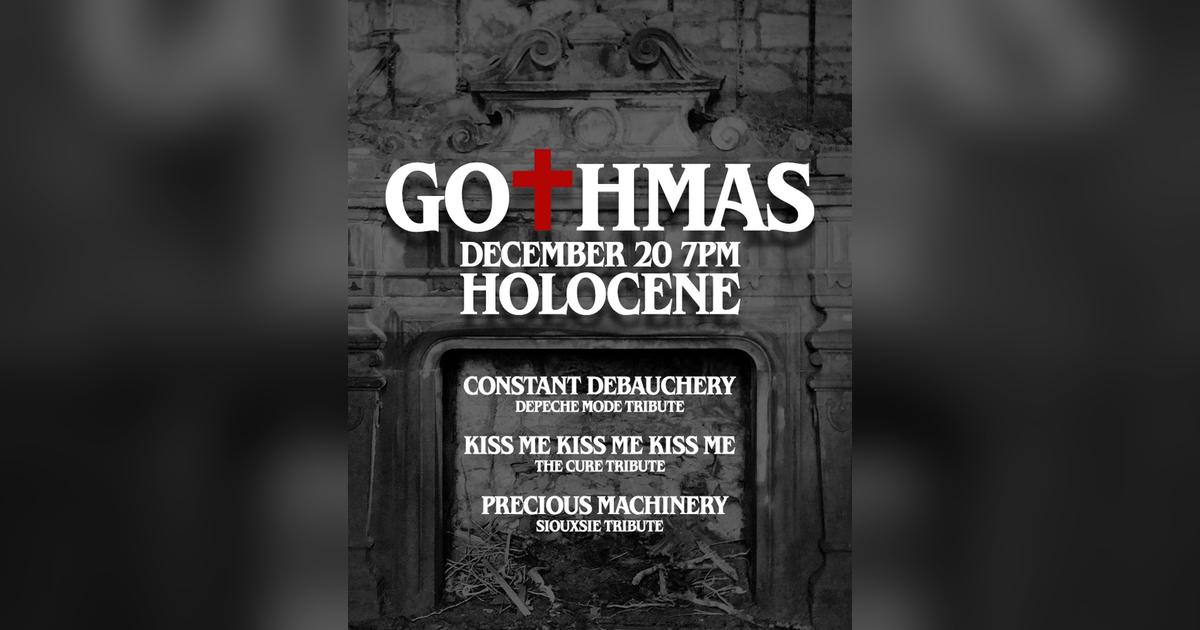 GO✝HMAS
DECEMBER 20 7PM
HOLOCENE
CONSTANT DEBAUCHERY
DEPECHE MODE TRIBUTE
KISS ME KISS ME KISS ME
THE CURE TRIBUTE
PRECIOUS MACHINERY
SIOUXSIE TRIBUTE